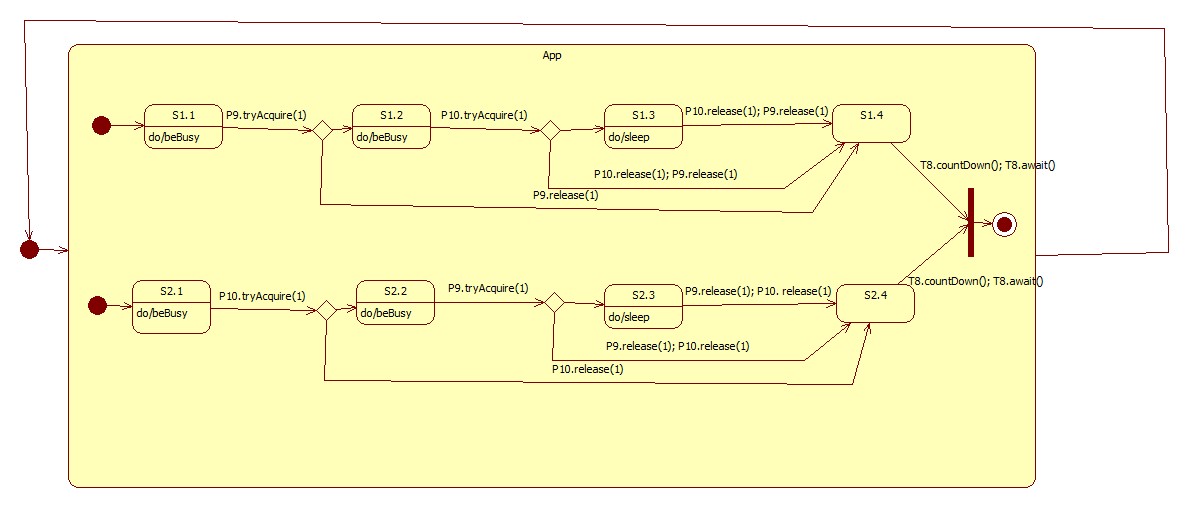 App
S1.1
do/beBusy
P9.tryAcquire(1)
S1.2
do/beBusy
P10.tryAcquire(1)
S1.3
do/sleep
P10.release(1); P9.release(1)
S1.4
P10.release(1); P9.release(1)
P9.release(1)
T8.countDown(); T8.await()
S2.1
do/beBusy
P10.tryAcquire(1)
S2.2
do/beBusy
P9.tryAcquire(1)
S2.3
do/sleep
P9.release(1); P10. release(1)
S2.4
T8.countDown(); T8.await()
P9.release(1); P10.release(1)
P10.release(1)